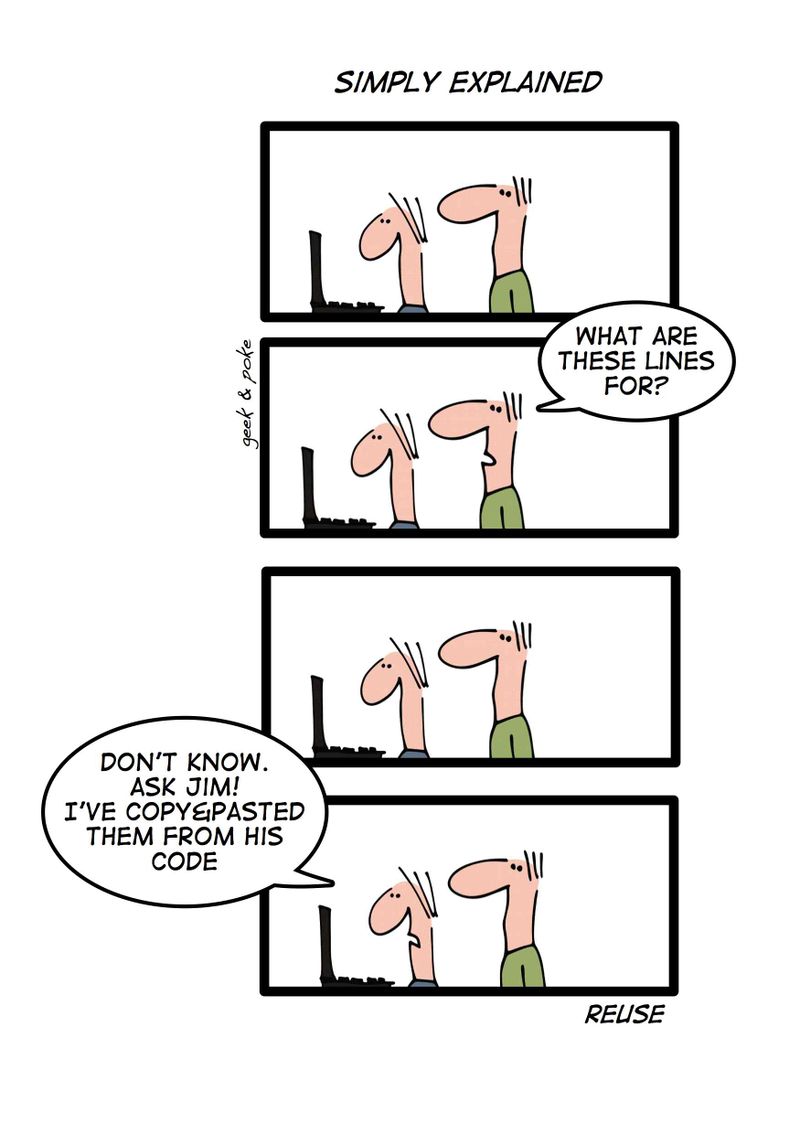 SIMPLY EXPLAINED
WHAT ARE
THESE LINES
FOR?
geek & poke
DON'T KNOW.
ASK JIM!
I'VE COPY&PASTED
THEM FROM HIS
CODE
REUSE